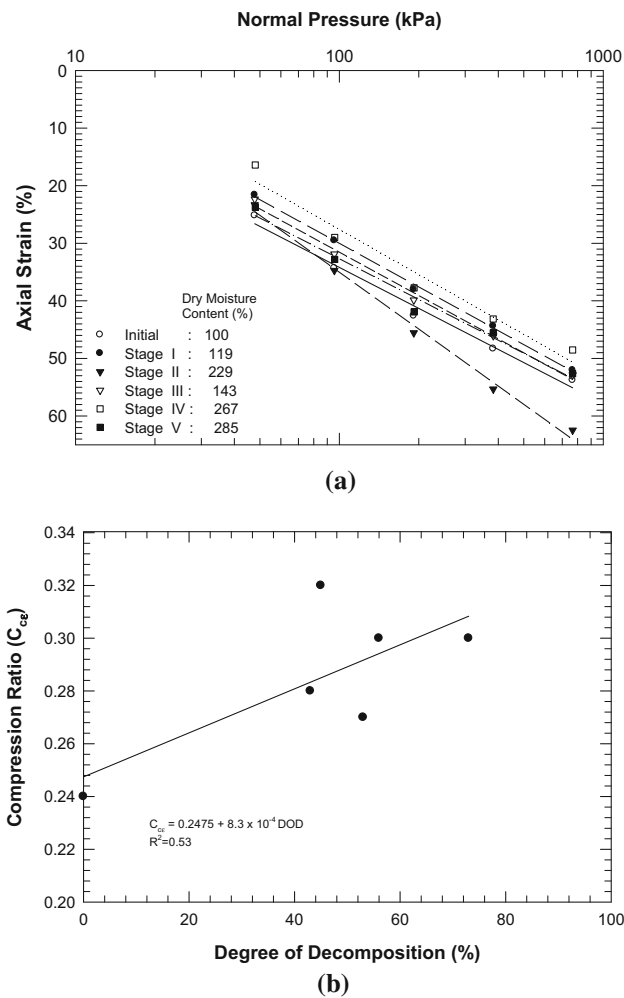 Normal Pressure (kPa)
10 100 1000
0
10
20
30
40
50
60
Axial Strain (%)
Dry Moisture
Content (%)
Initial : 100
Stage I : 119
Stage II : 229
Stage III : 143
Stage IV : 267
Stage V : 285
(a)
0.34
0.32
0.30
0.28
0.26
0.24
0.22
0.20
Compression Ratio (Ccε)
Ccε = 0.2475 + 8.3 x 10-4 DOD
R2=0.53
0 20 40 60 80 100
Degree of Decomposition (%)
(b)